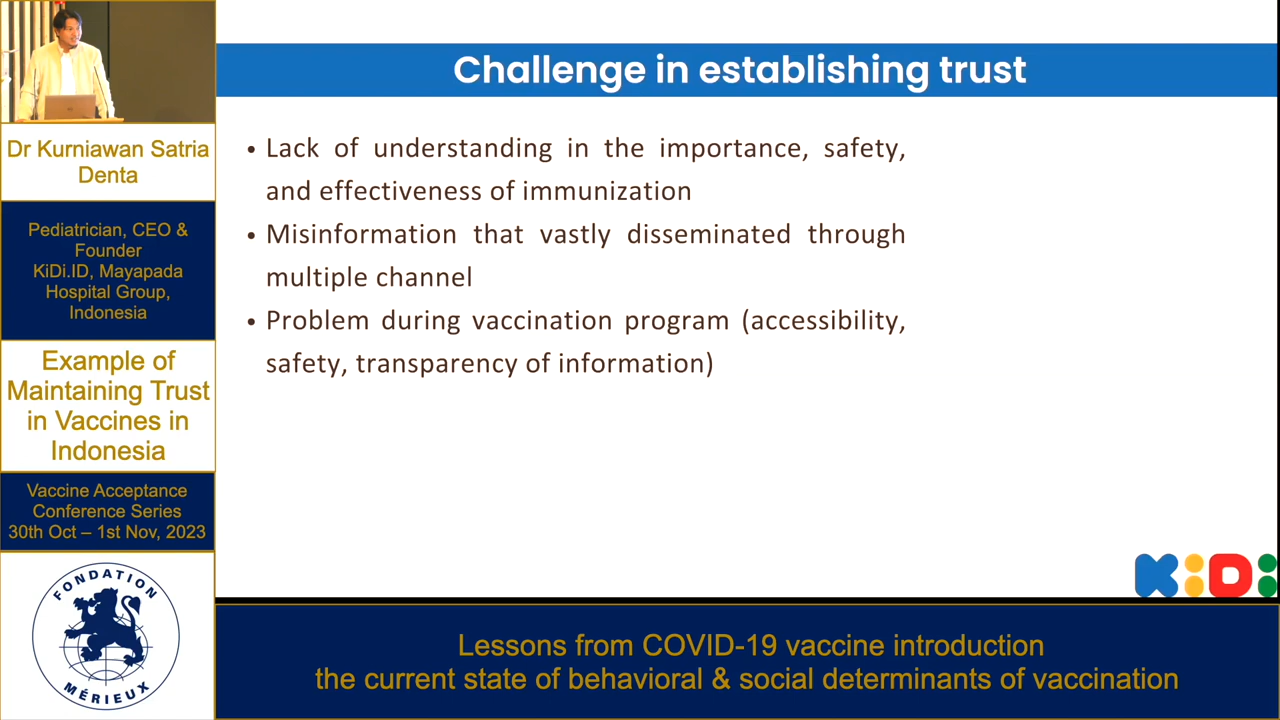 Challenge in establishing trust
Dr Kurniawan Satria
Denta
Pediatrician, CEO &
Founder
KiDi.ID, Mayapada
Hospital Group,
Indonesia
Example of
Maintaining Trust
in Vaccines in
Indonesia
Vaccine Acceptance
Conference Series
30th Oct – 1st Nov, 2023
FONDATION
MÉRIEUX
• Lack of understanding in the importance, safety,
and effectiveness of immunization
• Misinformation that vastly disseminated through
multiple channel
• Problem during vaccination program (accessibility,
safety, transparency of information)
KiDi
Lessons from COVID-19 vaccine introduction
the current state of behavioral & social determinants of vaccination